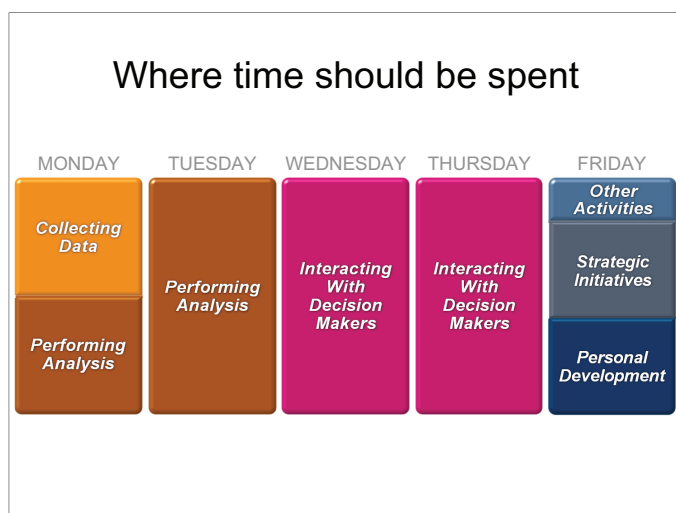 Where time should be spent
MONDAY
TUESDAY
WEDNESDAY
THURSDAY
FRIDAY
Collecting
Data
Performing
Analysis
Performing
Analysis
Interacting
With
Decision
Makers
Interacting
With
Decision
Makers
Other
Activities
Strategic
Initiatives
Personal
Development